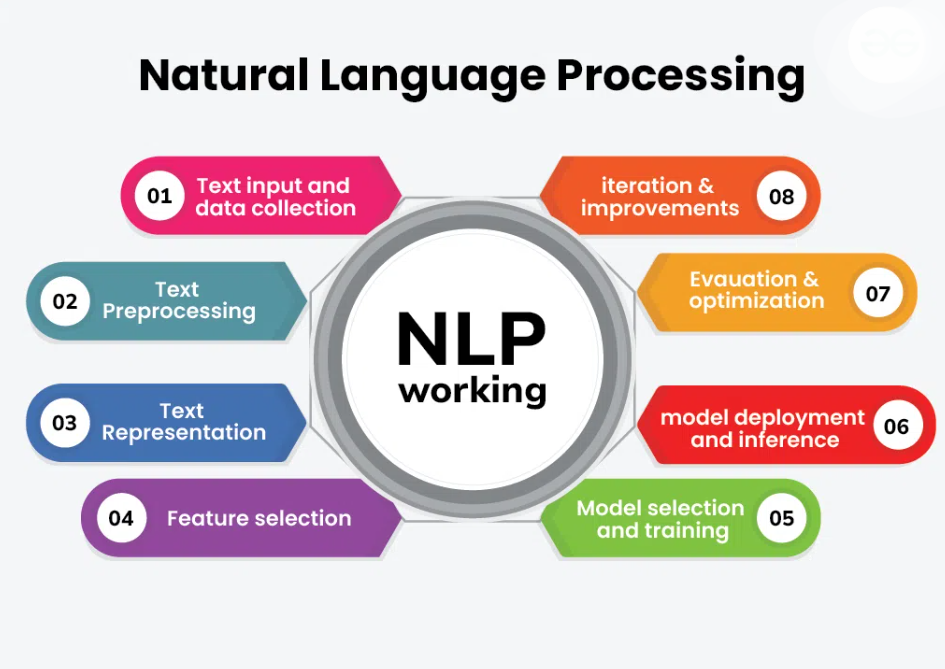 Natural Language Processing
01
Text input and
data collection
02
Text
Preprocessing
03
Text
Representation
04
Feature selection
NLP
working
iteration &
improvements
08
Evauation &
optimization
07
model deployment
and inference
06
Model selection
and training
05